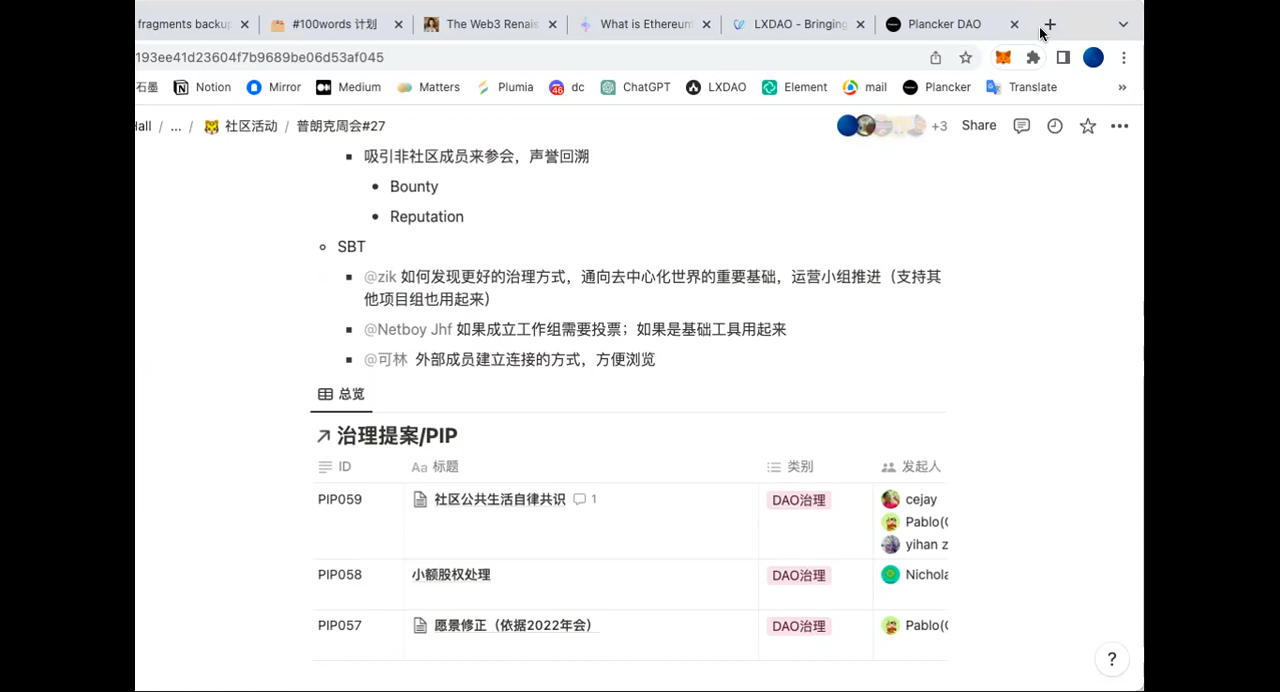 fragments backup
#100words 计划
The Web3 Renais
What is Ethereum
LXDAO - Bringing
Plancker DAO
193ee41d23604f7b9689be06d53af045
石墨 Notion Mirror Medium Matters Plumia 46 dc ChatGPT LXDAO Element mail Plancker Translate »
Hall / ... / 社区活动 / 普朗克周会#27
+3 Share
吸引非社区成员来参会，声誉回溯
Bounty
Reputation
SBT
@zik 如何发现更好的治理方式，通向去中心化世界的重要基础，运营小组推进（支持其
他项目组也用起来）
@Netboy Jhf 如果成立工作组需要投票；如果是基础工具用起来
@可林 外部成员建立连接的方式，方便浏览
总览
治理提案/PIP
ID Aa 标题 类别 发起人
PIP059 社区公共生活自律共识 1 DAO治理 cejay
Pablo(
yihan z
PIP058 小额股权处理 DAO治理 Nichola
PIP057 愿景修正（依据2022年会） DAO治理 Pablo(
?